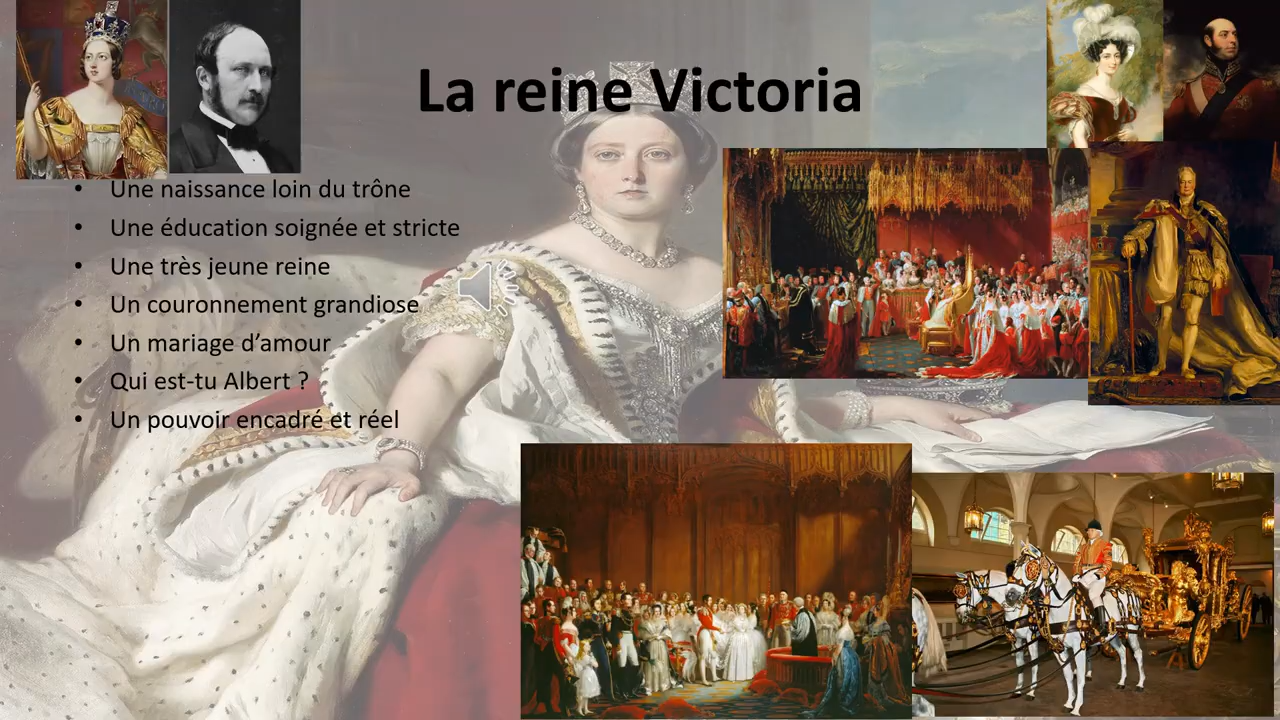 La reine Victoria
• Une naissance loin du trône
• Une éducation soignée et stricte
• Une très jeune reine
• Un couronnement grandiose
• Un mariage d’amour
• Qui est-tu Albert ?
• Un pouvoir encadré et réel